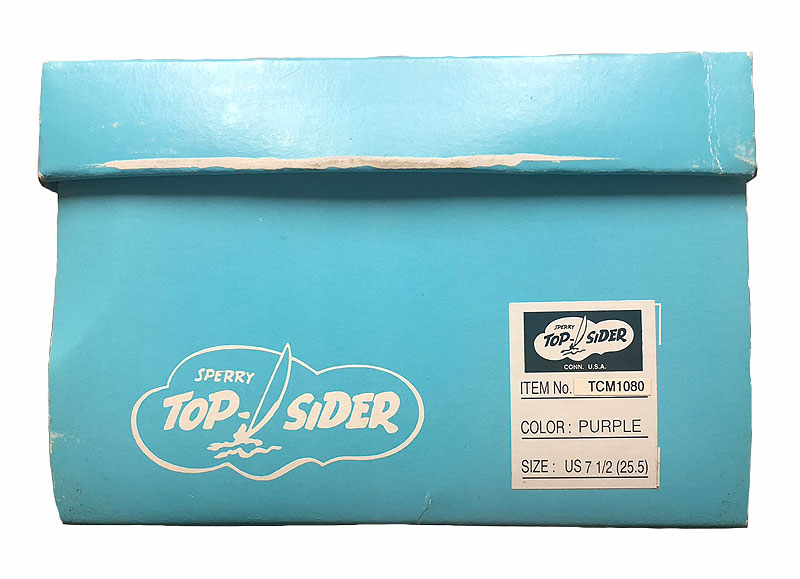 SPERRY
TOP-SiDER
SPERRY
TOP-SiDER
CONN. U.S.A.
ITEM No. TCM1080
COLOR: PURPLE
SIZE: US 7 1/2 (25.5)